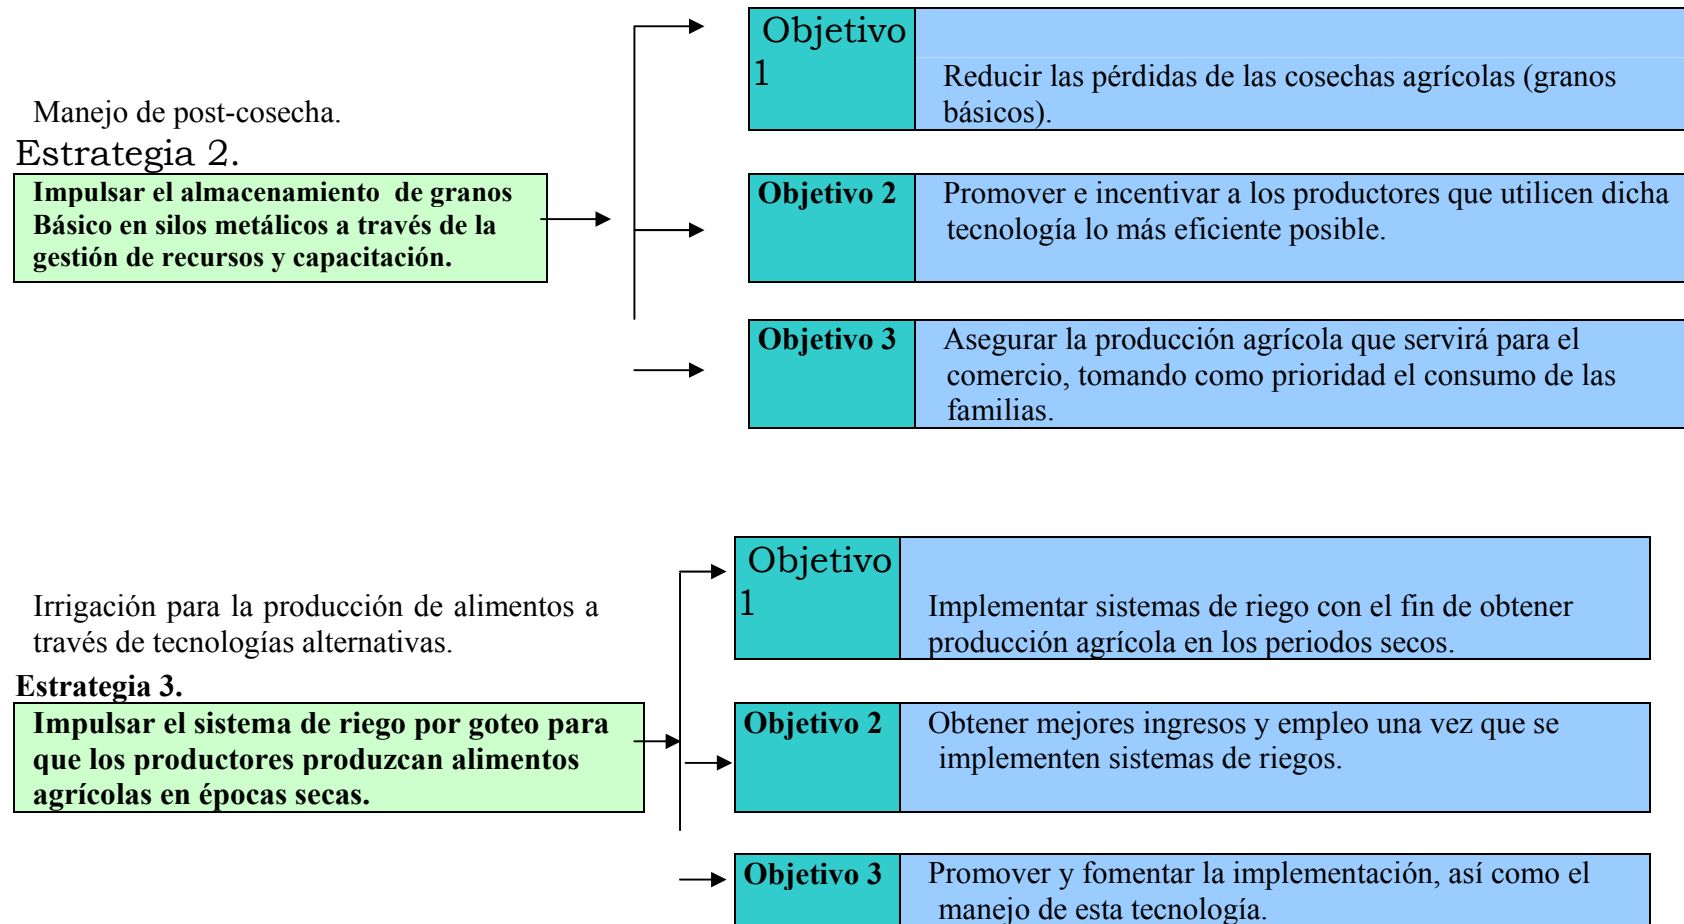 Objetivo
1
Reducir las pérdidas de las cosechas agrícolas (granos
básicos).
Manejo de post-cosecha.
Estrategia 2.
Impulsar el almacenamiento  de granos
Básico en silos metálicos a través de la
gestión de recursos y capacitación.
Objetivo 2
Promover e incentivar a los productores que utilicen dicha
tecnología lo más eficiente posible.
Objetivo 3
Asegurar la producción agrícola que servirá para el
comercio, tomando como prioridad el consumo de las
familias.
Objetivo
1
Implementar sistemas de riego con el fin de obtener
producción agrícola en los periodos secos.
Irrigación para la producción de alimentos a
través de tecnologías alternativas.
Estrategia 3.
Impulsar el sistema de riego por goteo para
que los productores produzcan alimentos
agrícolas en épocas secas.
Objetivo 2
Obtener mejores ingresos y empleo una vez que se
implementen sistemas de riegos.
Objetivo 3
Promover y fomentar la implementación, así como el
manejo de esta tecnología.